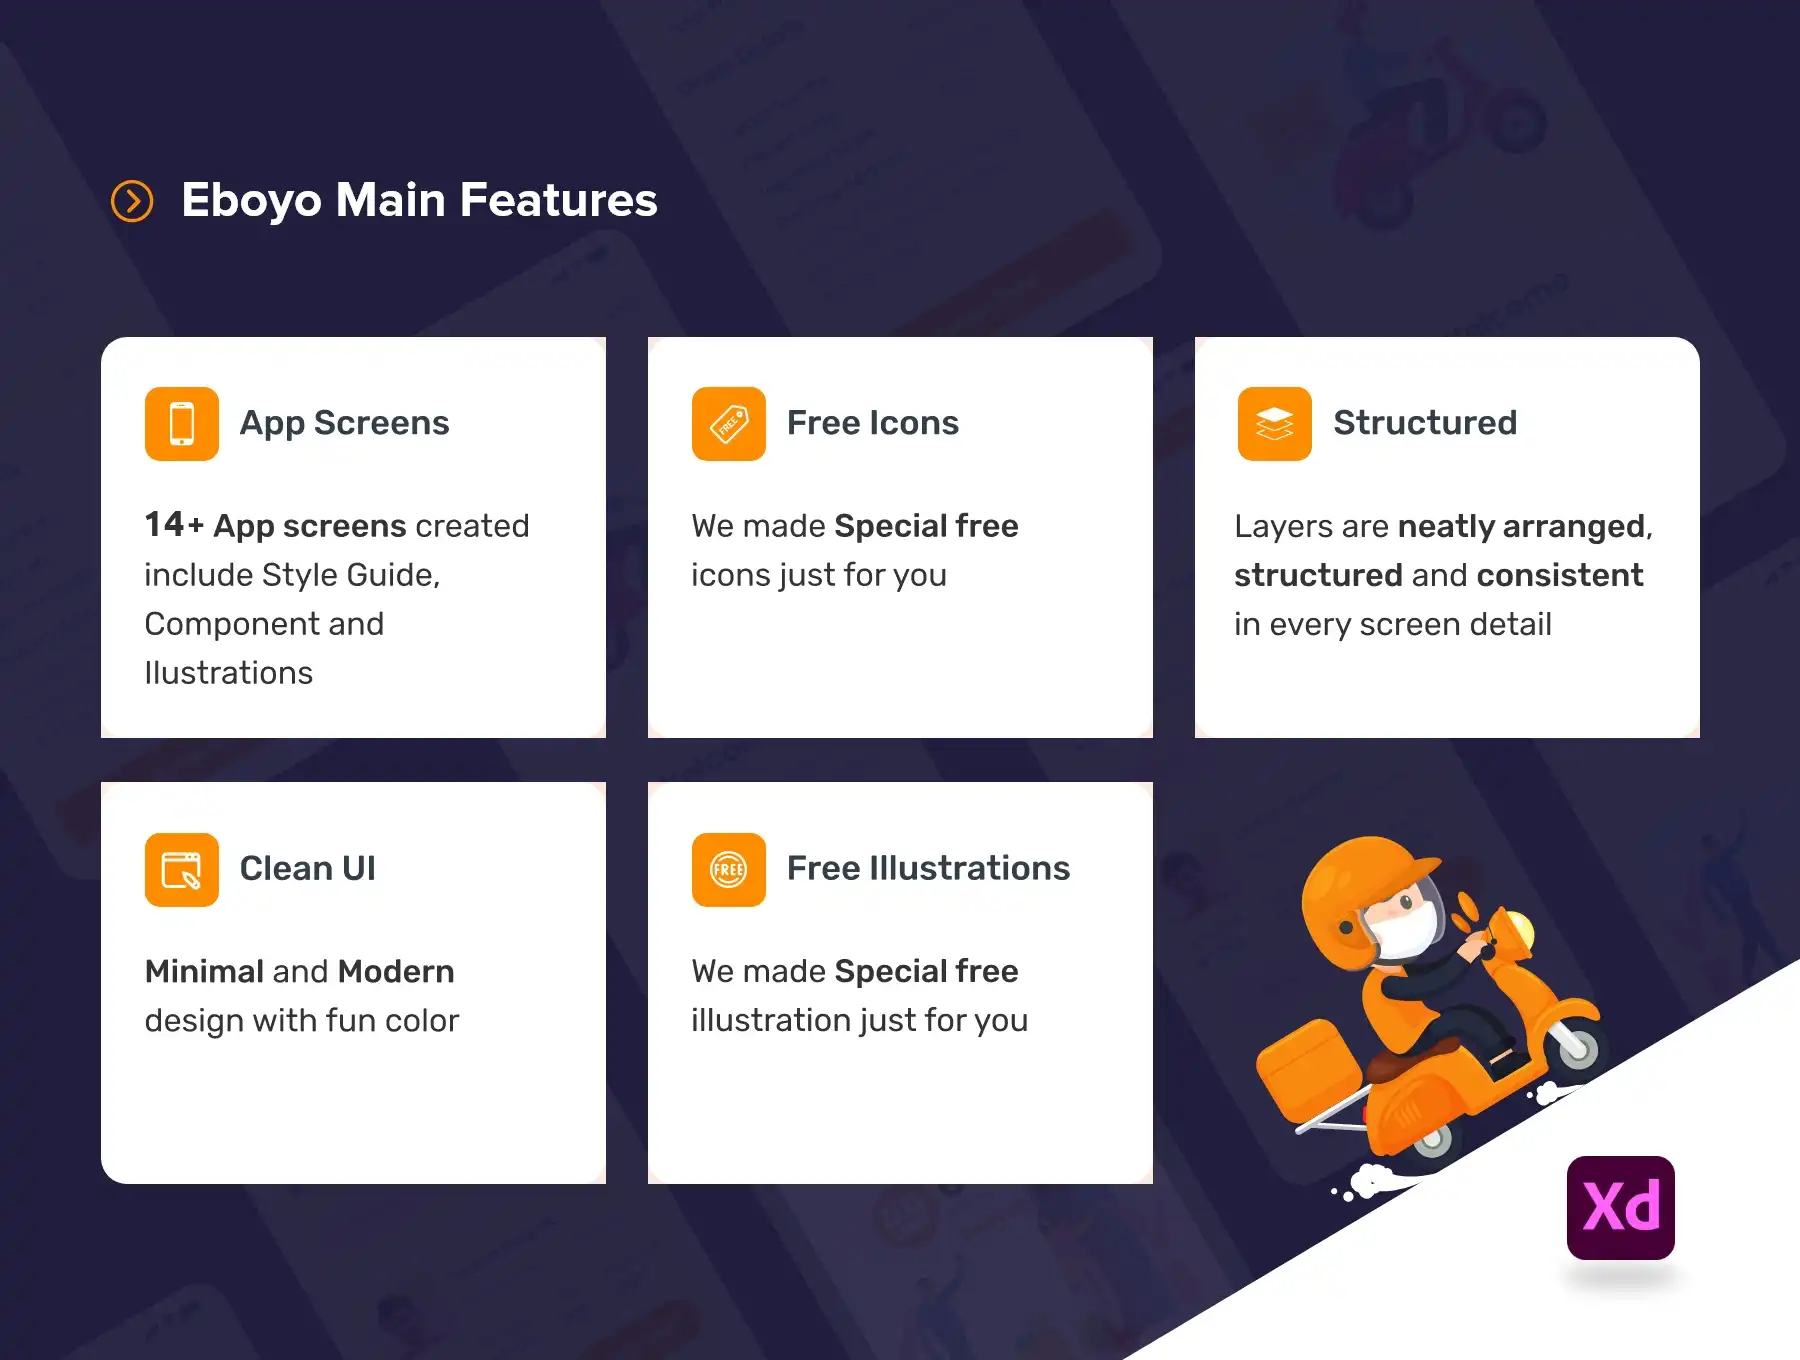 Eboyo Main Features
App Screens
14+ App screens created
include Style Guide,
Component and
Ilustrations
Free Icons
FREE
We made Special free
icons just for you
Structured
Layers are neatly arranged,
structured and consistent
in every screen detail
Clean UI
Minimal and Modern
design with fun color
Free Illustrations
FREE
We made Special free
illustration just for you
Xd